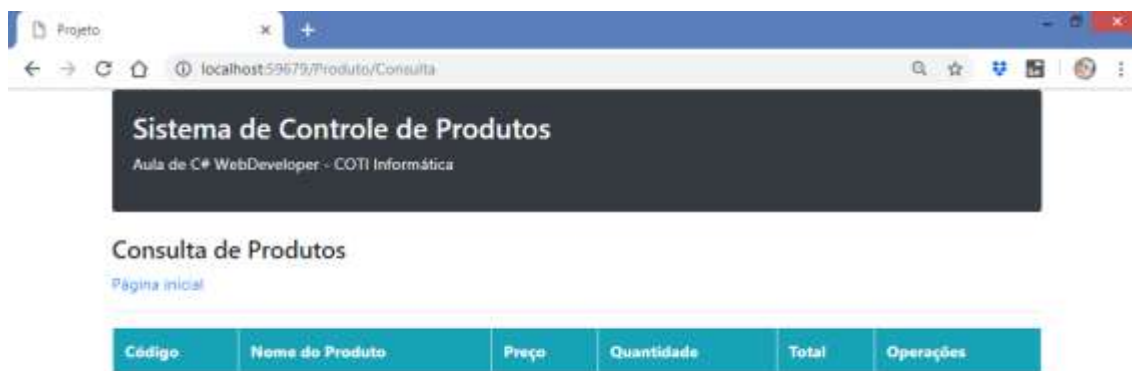 Projeto
localhost:59679/Produto/Consulta
Sistema de Controle de Produtos
Aula de C# WebDeveloper - COTI Informática
Consulta de Produtos
Página inicial
Código Nome do Produto Preço Quantidade Total Operações